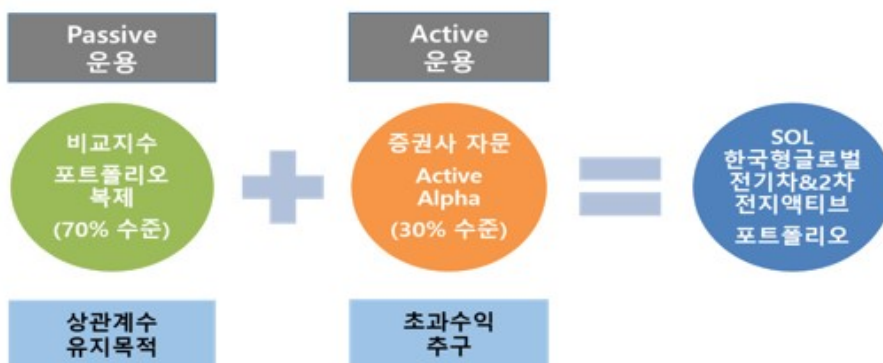 Passive
운용
Active
운용
비교지수
포트폴리오
복제
(70% 수준)
증권사 자문
Active
Alpha
(30% 수준)
SOL
한국형글로벌
전기차&2차
전지액티브
포트폴리오
상관계수
유지목적
초과수익
추구